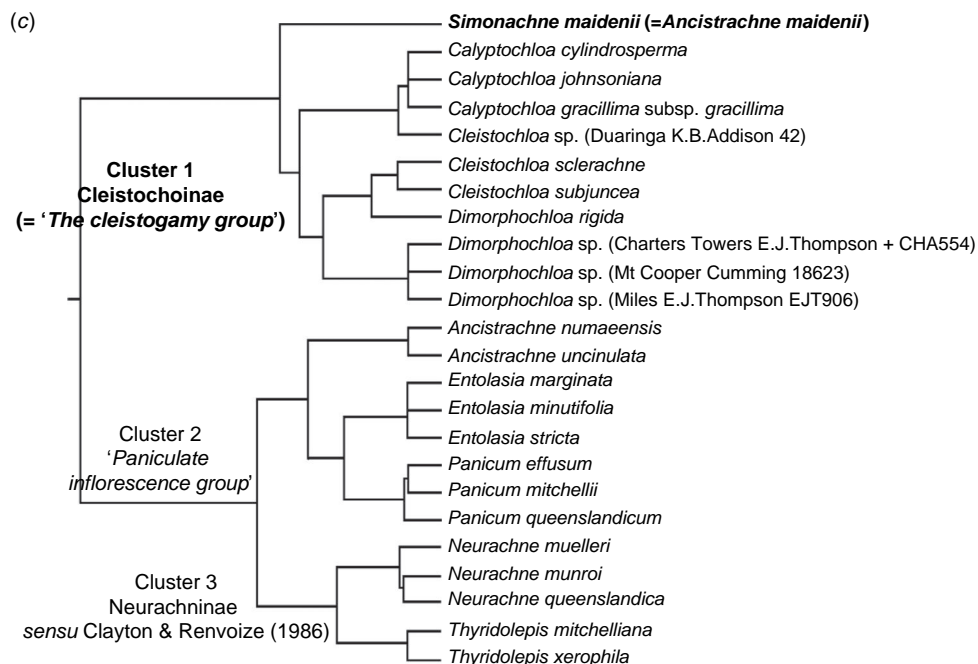 (c)
Simonachne maidenii (=Ancistrachne maidenii)
Calyptochloa cylindrosperma
Calyptochloa johnsoniana
Calyptochloa gracillima subsp. gracillima
Cleistochloa sp. (Duaringa K.B.Addison 42)
Cluster 1
Cleistochoinae
(= ‘The cleistogamy group’)
Cleistochloa sclerachne
Cleistochloa subjuncea
Dimorphochloa rigida
Dimorphochloa sp. (Charters Towers E.J.Thompson + CHA554)
Dimorphochloa sp. (Mt Cooper Cumming 18623)
Dimorphochloa sp. (Miles E.J.Thompson EJT906)
Ancistrachne numaeensis
Ancistrachne uncinulata
Entolasia marginata
Entolasia minutifolia
Entolasia stricta
Cluster 2
‘Paniculate
inflorescence group’
Panicum effusum
Panicum mitchellii
Panicum queenslandicum
Neurachne muelleri
Neurachne munroi
Neurachne queenslandica
Cluster 3
Neurachninae
sensu Clayton & Renvoize (1986)
Thyridolepis mitchelliana
Thyridolepis xerophila